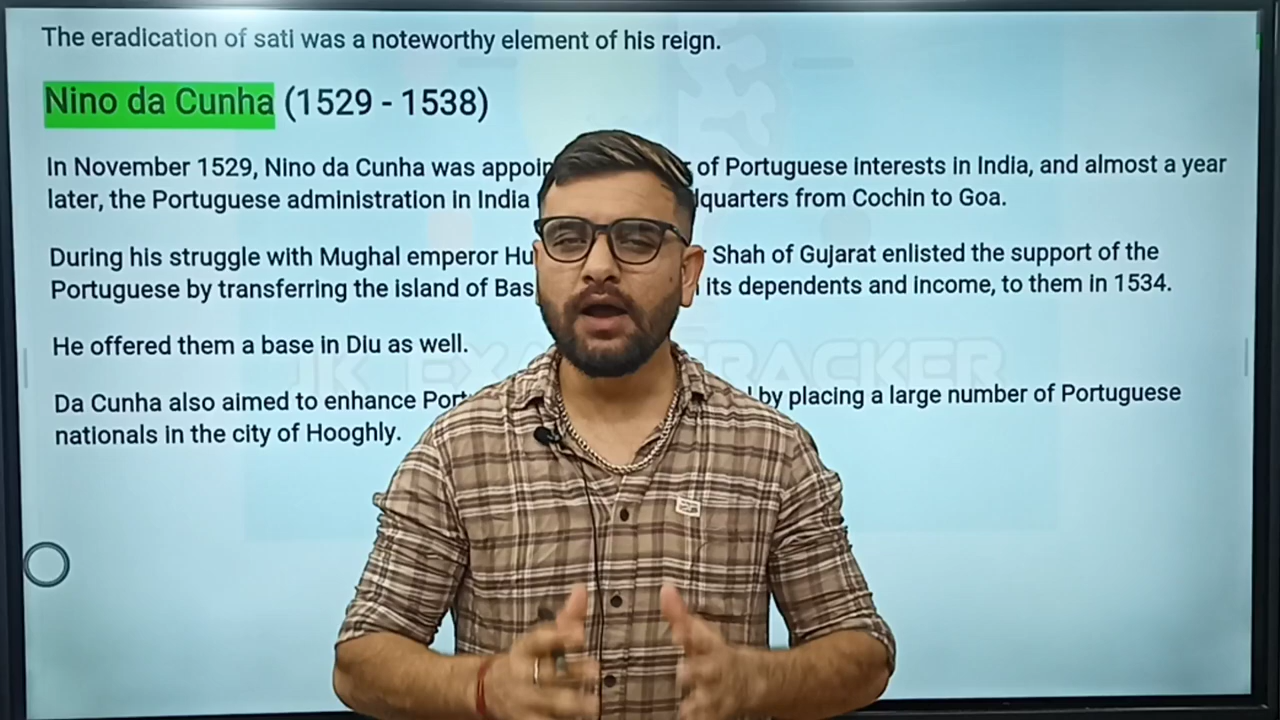 The eradication of sati was a noteworthy element of his reign.
Nino da Cunha (1529 - 1538)
In November 1529, Nino da Cunha was appoin of Portuguese interests in India, and almost a year
later, the Portuguese administration in India dquarters from Cochin to Goa.
During his struggle with Mughal emperor Hu Shah of Gujarat enlisted the support of the
Portuguese by transferring the island of Bas its dependents and income, to them in 1534.
He offered them a base in Diu as well.
JK EXA TRACKER
Da Cunha also aimed to enhance Port by placing a large number of Portuguese
nationals in the city of Hooghly.